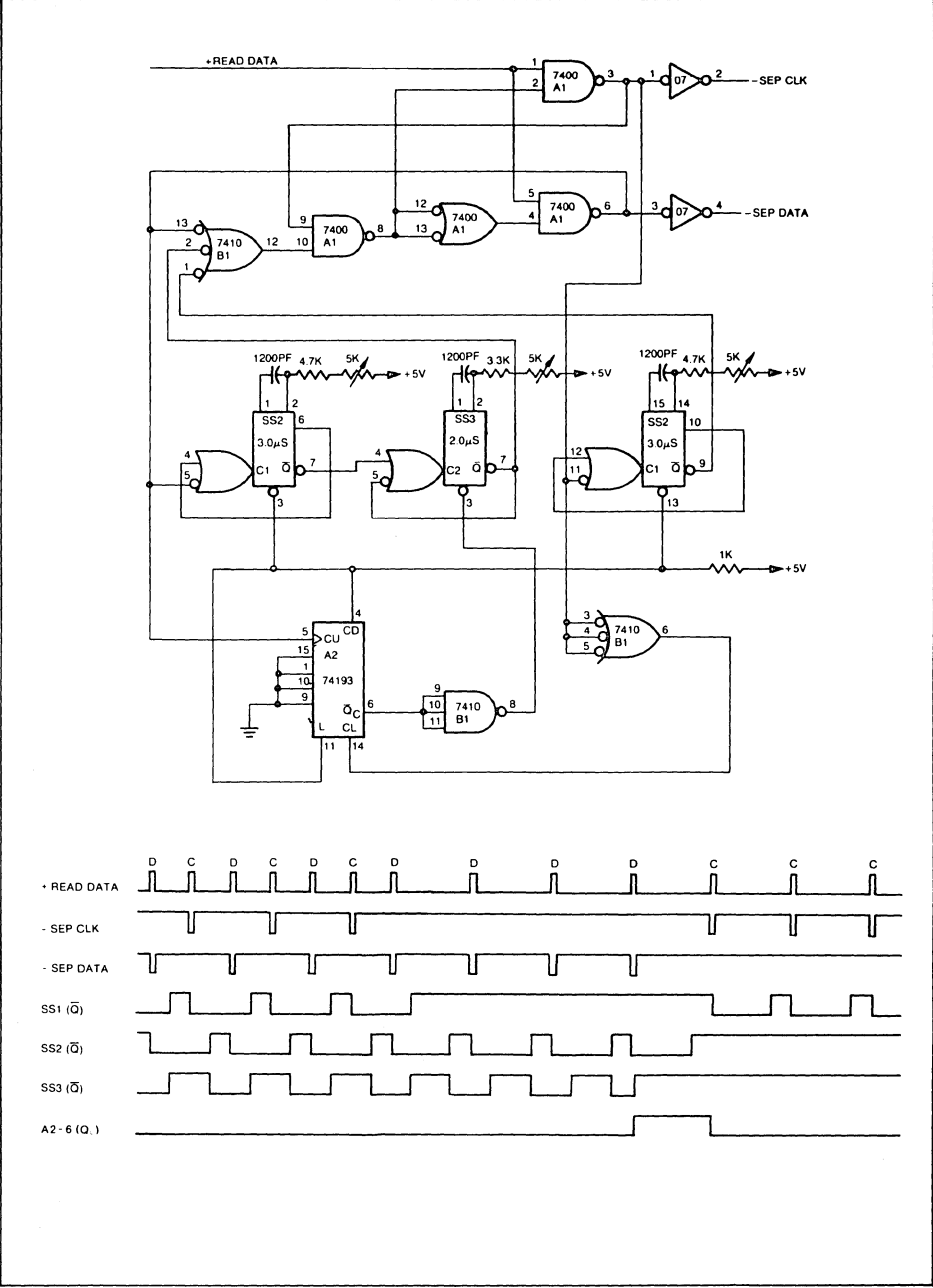 +READ DATA
1 7400 A1 3
2
1 07 2 -SEP CLK
12 7400 A1
13
5 7400 A1 6
4
3 07 4 -SEP DATA
9 7400 A1 8
10
13 7410 B1 12
2
1
1200PF 4.7K 5K +5V
1 2
SS2 6
3.0µS
4 C1 Q̅ 7
5
3
1200PF 3.3K 5K +5V
1 2
SS3
2.0µS
4 C2 Q̅ 7
5
3
1200PF 4.7K 5K +5V
15 14
SS2 10
3.0µS
12 C1 Q̅ 9
11
13
1K +5V
4
5 CU CD
15 A2
1 74193
10
9 Q̅C 6
L CL
11 14
9 7410 B1 8
10
11
3 7410 B1 6
4
5
D C D C D C D D D D C C C
+ READ DATA
- SEP CLK
- SEP DATA
SS1 (Q̅)
SS2 (Q̅)
SS3 (Q̅)
A2-6 (Q )